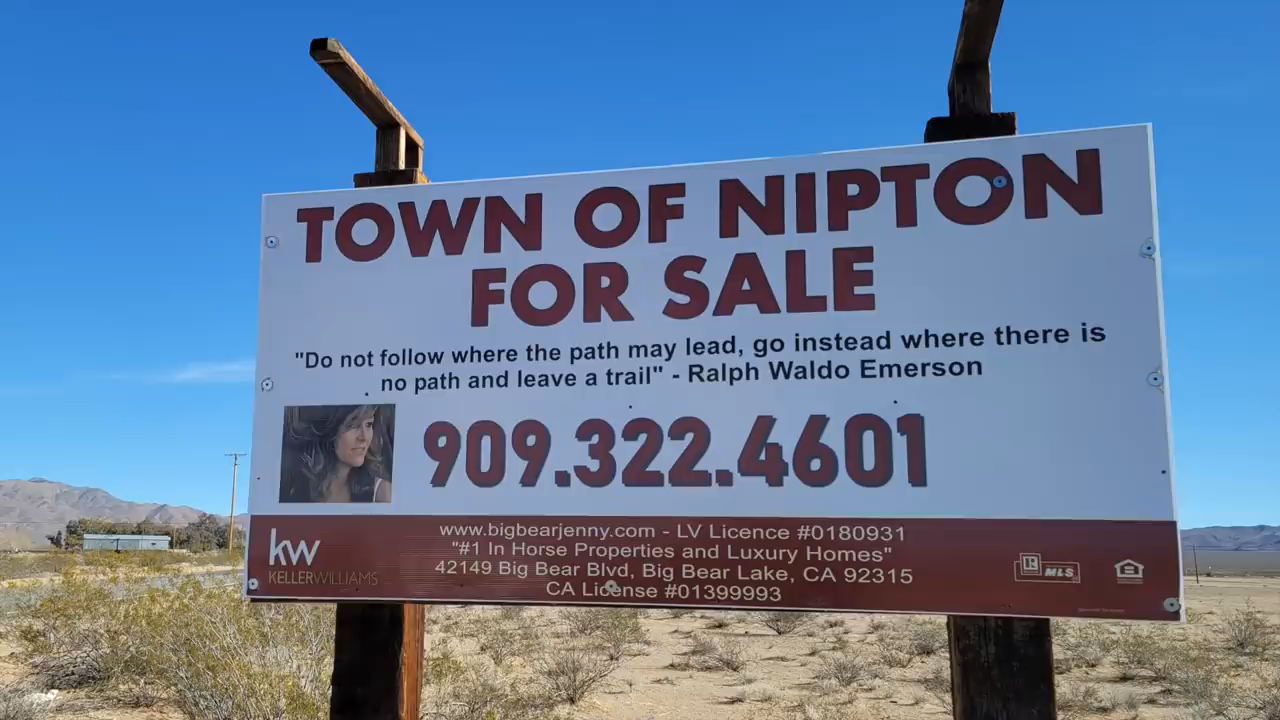 TOWN OF NIPTON
FOR SALE
"Do not follow where the path may lead, go instead where there is
no path and leave a trail" - Ralph Waldo Emerson
909.322.4601
www.bigbearjenny.com - LV Licence #0180931
"#1 In Horse Properties and Luxury Homes"
42149 Big Bear Blvd, Big Bear Lake, CA 92315
CA License #01399993
kw
KELLERWILLIAMS
R MLS